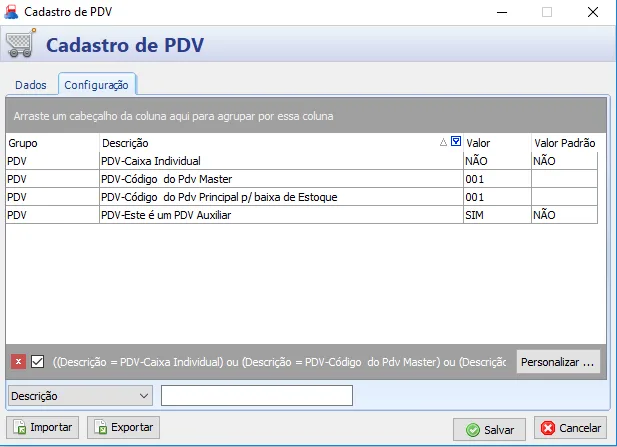 Cadastro de PDV
Cadastro de PDV
Dados Configuração
Arraste um cabeçalho da coluna aqui para agrupar por essa coluna
Grupo Descrição Valor Valor Padrão
PDV PDV-Caixa Individual NÃO NÃO
PDV PDV-Código do Pdv Master 001
PDV PDV-Código do Pdv Principal p/ baixa de Estoque 001
PDV PDV-Este é um PDV Auxiliar SIM NÃO
x ((Descrição = PDV-Caixa Individual) ou (Descrição = PDV-Código do Pdv Master) ou (Descriçã Personalizar ...
Descrição
Importar Exportar Salvar Cancelar